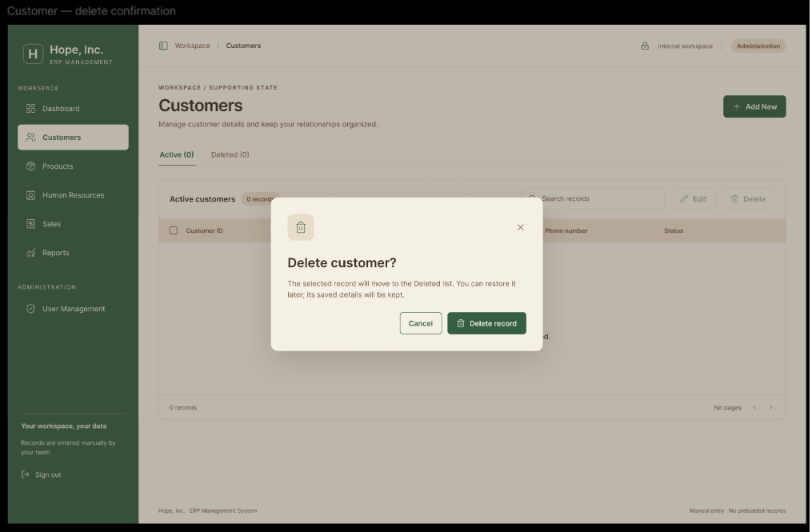 Customer — delete confirmation
H
Hope, Inc.
ERP MANAGEMENT
WORKSPACE
Dashboard
Customers
Products
Human Resources
Sales
Reports
ADMINISTRATION
User Management
Your workspace, your data
Records are entered manually by
your team.
Sign out
Workspace / Customers
Internal workspace
Administration
WORKSPACE / SUPPORTING STATE
Customers
Manage customer details and keep your relationships organized.
Add New
Active (0) Deleted (0)
Active customers 0 records
Search records
Edit
Delete
Customer ID
Phone number
Status
Delete customer?
The selected record will move to the Deleted list. You can restore it
later; its saved details will be kept.
Cancel
Delete record
d.
0 records
No pages
Hope, Inc. · ERP Management System
Manual entry · No preloaded records